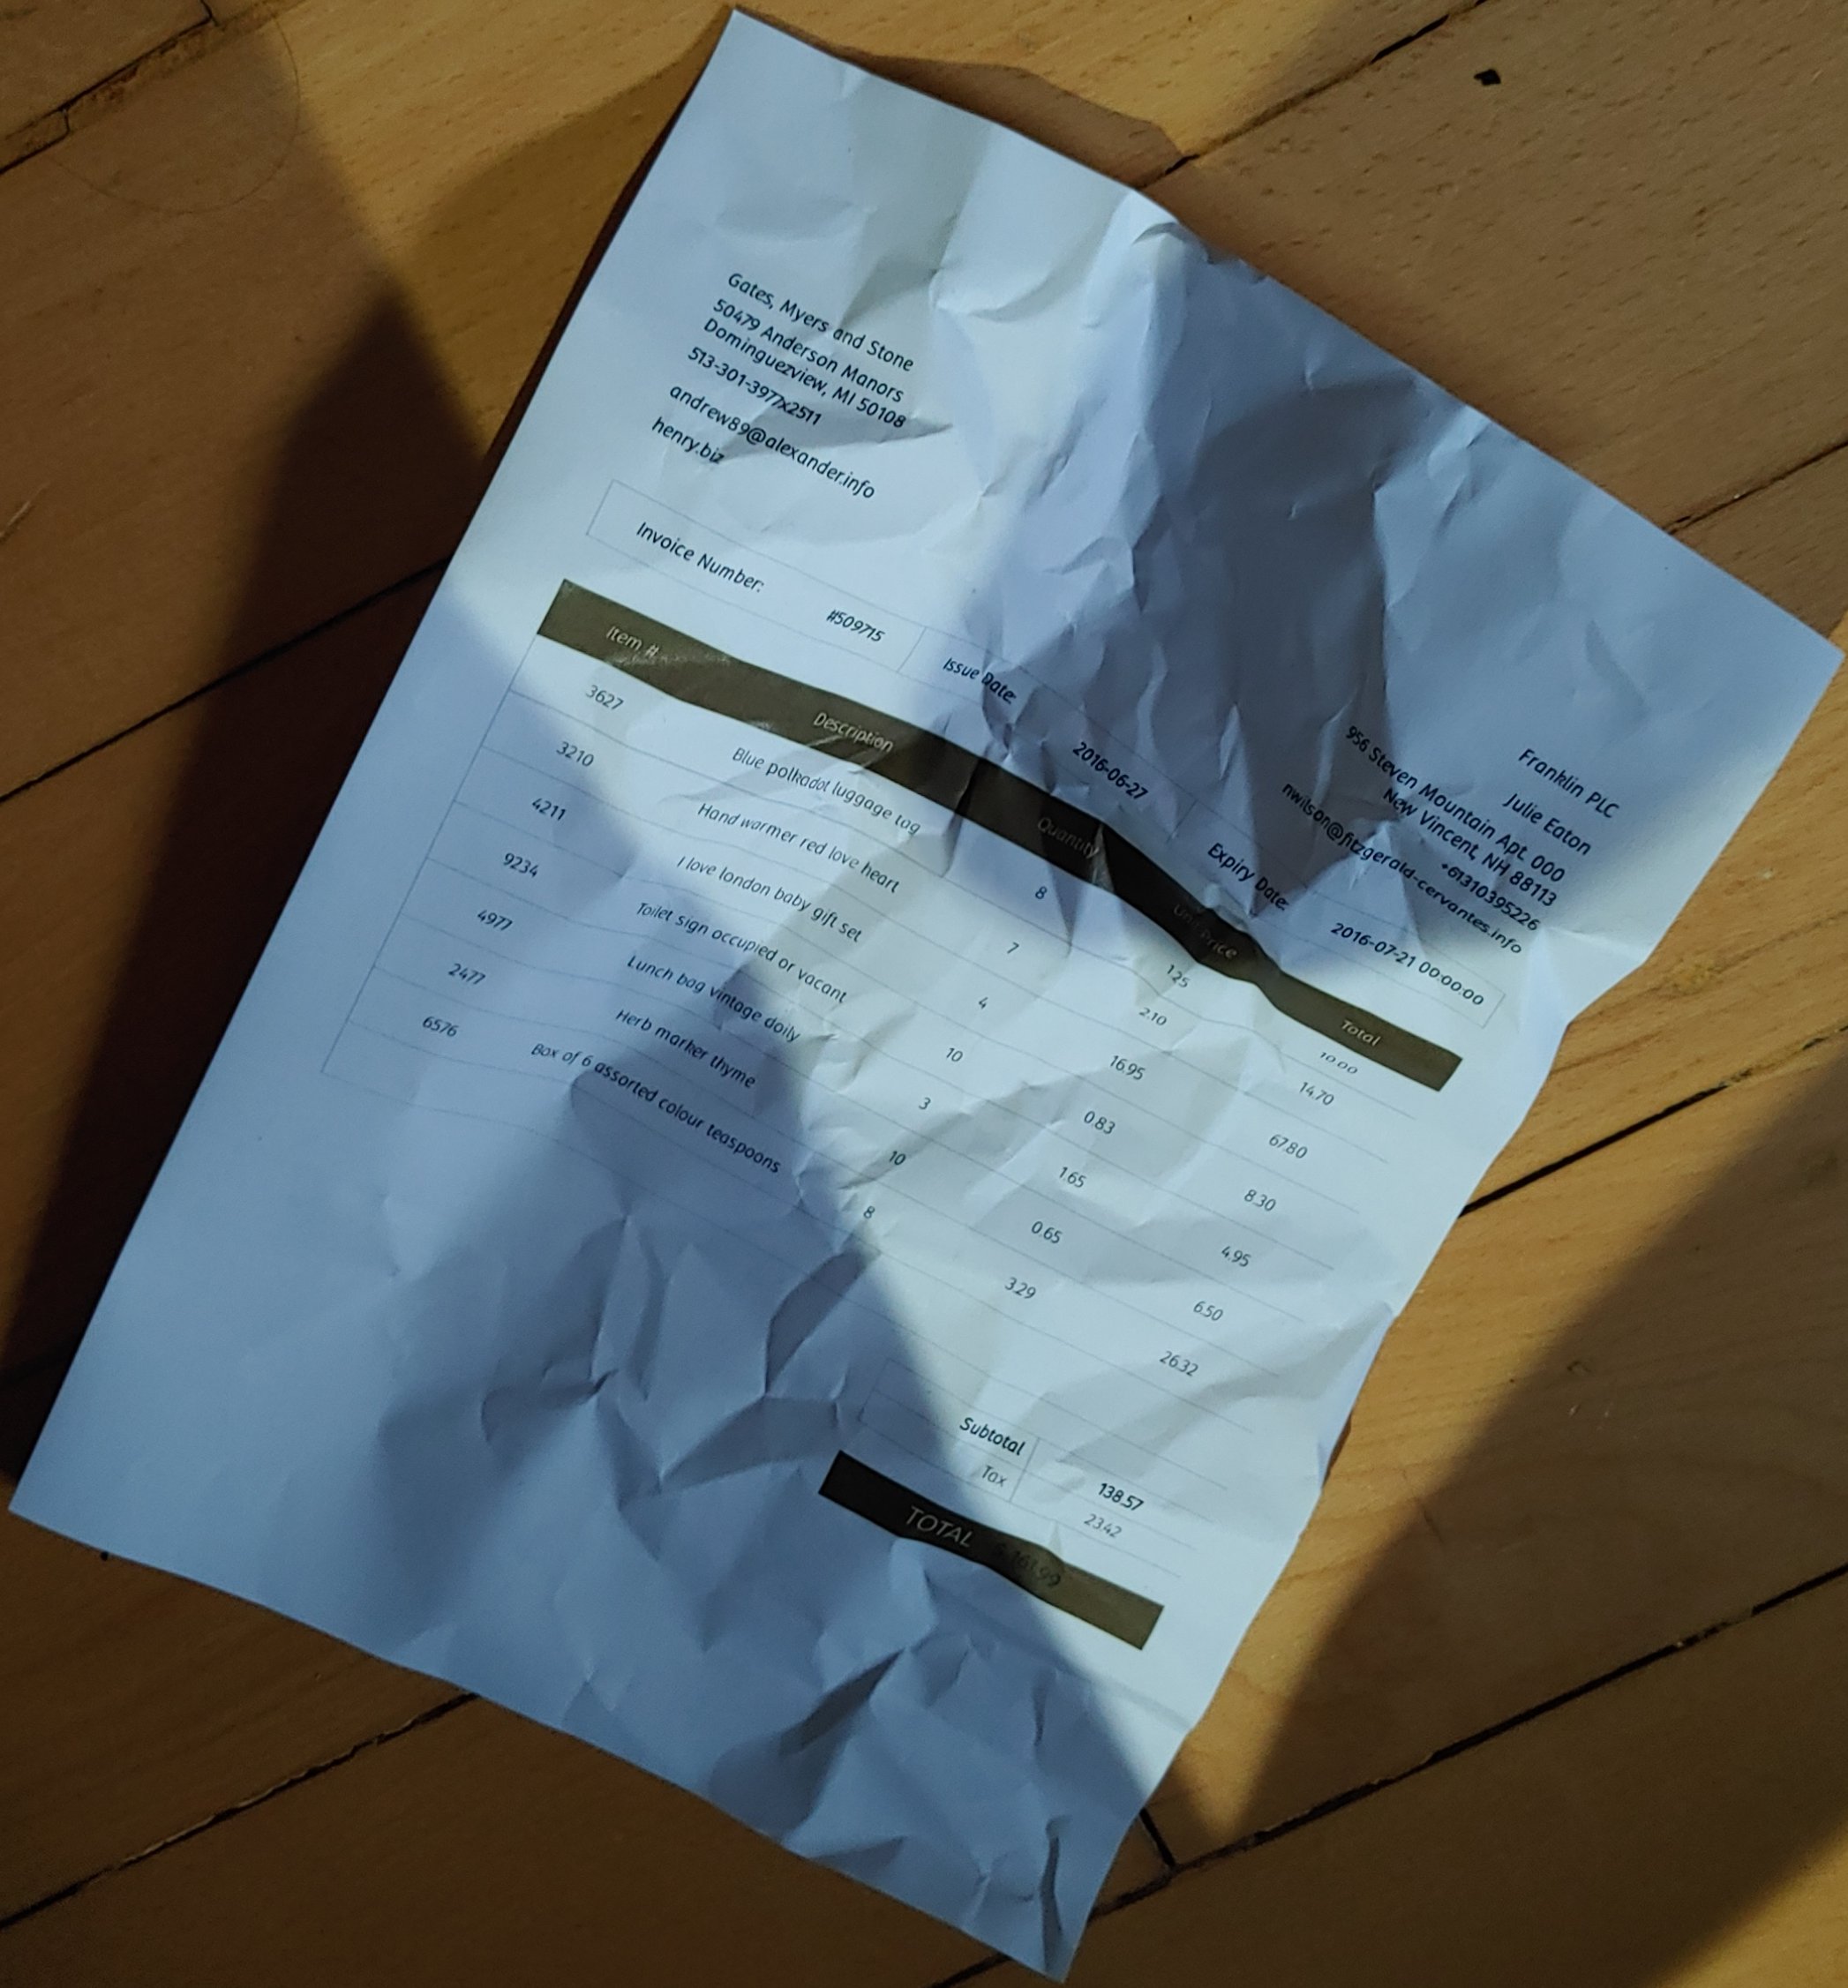 Gates, Myers and Stone
50479 Anderson Manors
Dominguezview, MI 50108
513-301-3977x2511
andrew89@alexander.info
henry.biz
Franklin PLC
Julie Eaton
956 Steven Mountain Apt. 000
New Vincent, NH 88113
+61310395226
nwilson@fitzgerald-cervantes.info
Invoice Number: #509715 Issue Date: 2016-06-27 Expiry Date: 2016-07-21 00:00:00
Item # Description Quantity Unit Price Total
3627 Blue polkadot luggage tag 8 1.25 10.00
3210 Hand warmer red love heart 7 2.10 14.70
4211 I love london baby gift set 4 16.95 67.80
9234 Toilet sign occupied or vacant 10 0.83 8.30
4977 Lunch bag vintage doily 3 1.65 4.95
2477 Herb marker thyme 10 0.65 6.50
6576 Box of 6 assorted colour teaspoons 8 3.29 26.32
Subtotal 138.57
Tax 23.42
TOTAL $ 161.99